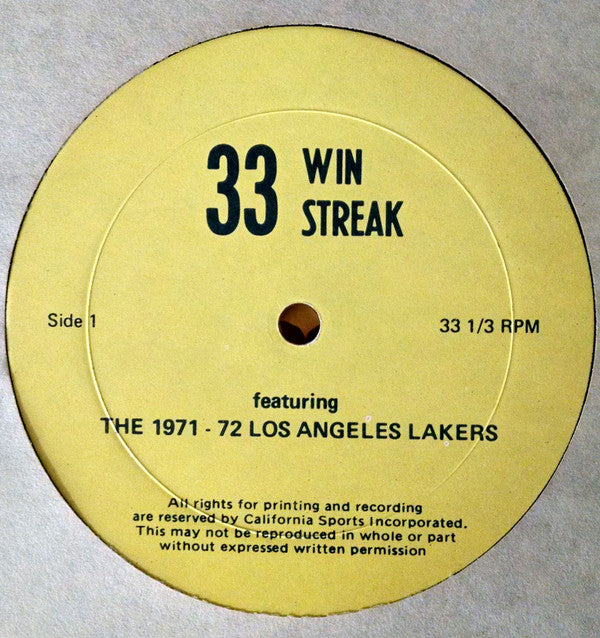 33 WIN
STREAK
Side 1
33 1/3 RPM
featuring
THE 1971 - 72 LOS ANGELES LAKERS
All rights for printing and recording
are reserved by California Sports Incorporated.
This may not be reproduced in whole or part
without expressed written permission